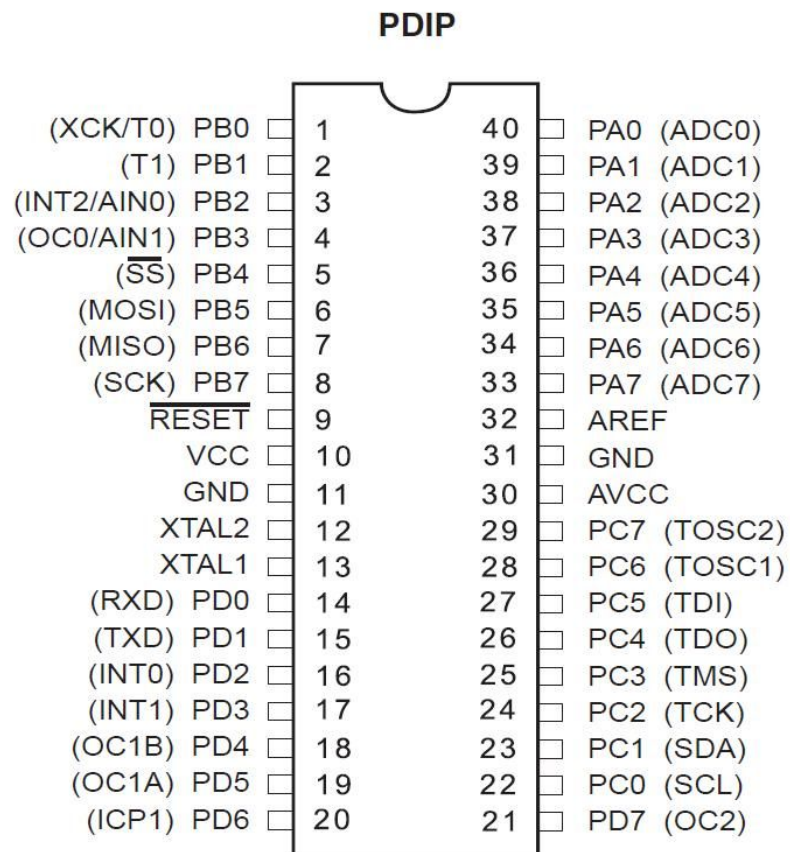 PDIP
(XCK/T0) PB0 1 40 PA0 (ADC0)
(T1) PB1 2 39 PA1 (ADC1)
(INT2/AIN0) PB2 3 38 PA2 (ADC2)
(OC0/AIN1) PB3 4 37 PA3 (ADC3)
(SS) PB4 5 36 PA4 (ADC4)
(MOSI) PB5 6 35 PA5 (ADC5)
(MISO) PB6 7 34 PA6 (ADC6)
(SCK) PB7 8 33 PA7 (ADC7)
RESET 9 32 AREF
VCC 10 31 GND
GND 11 30 AVCC
XTAL2 12 29 PC7 (TOSC2)
XTAL1 13 28 PC6 (TOSC1)
(RXD) PD0 14 27 PC5 (TDI)
(TXD) PD1 15 26 PC4 (TDO)
(INT0) PD2 16 25 PC3 (TMS)
(INT1) PD3 17 24 PC2 (TCK)
(OC1B) PD4 18 23 PC1 (SDA)
(OC1A) PD5 19 22 PC0 (SCL)
(ICP1) PD6 20 21 PD7 (OC2)